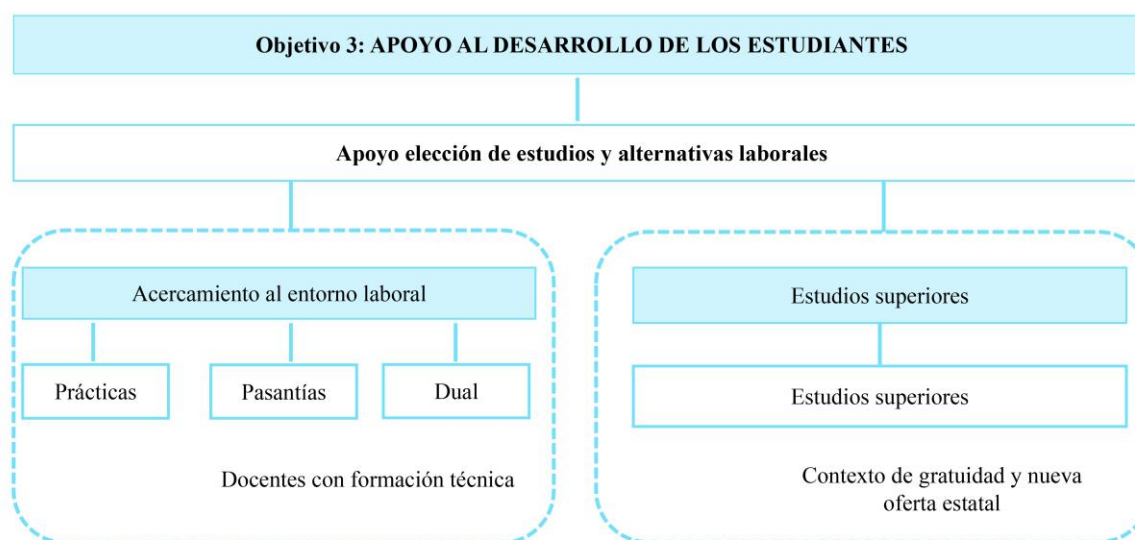 Objetivo 3: APOYO AL DESARROLLO DE LOS ESTUDIANTES
Apoyo elección de estudios y alternativas laborales
Acercamiento al entorno laboral
Prácticas
Pasantías
Dual
Docentes con formación técnica
Estudios superiores
Estudios superiores
Contexto de gratuidad y nueva
oferta estatal